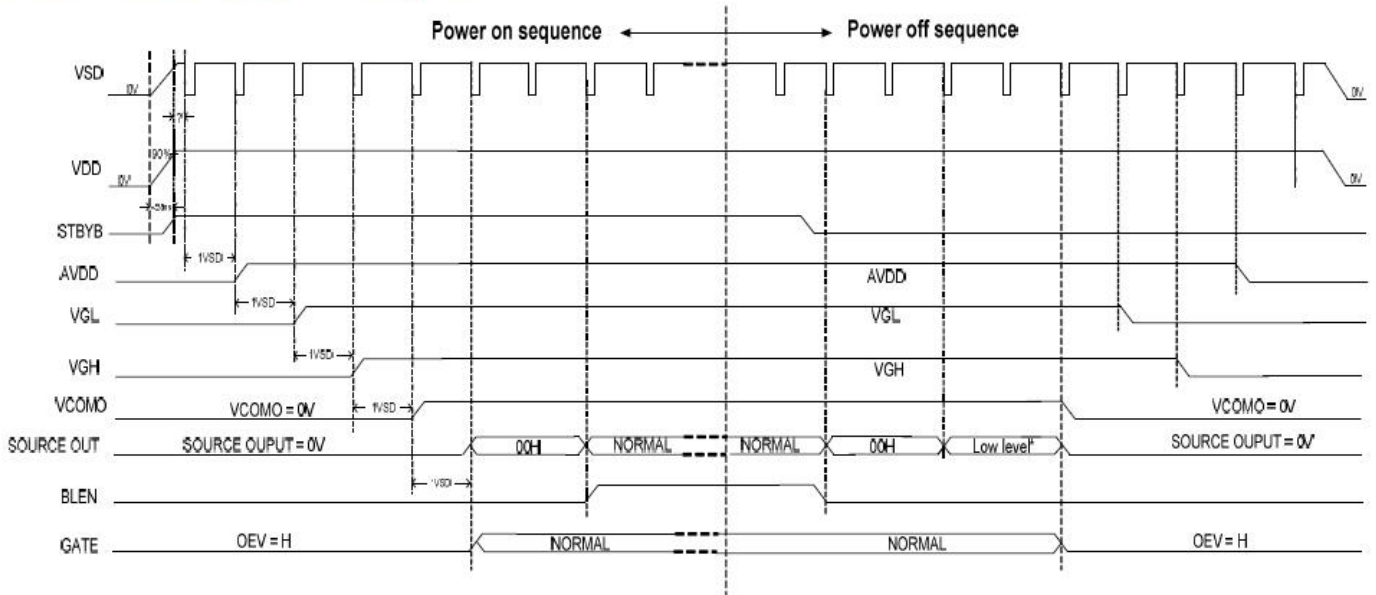 Power on sequence
Power off sequence
VSD
0V
0V
VDD
90%
0V
0V
STBYB
1VSD
AVDD
AVDD
1VSD
VGL
VGL
1VSD
VGH
VGH
VCOMO
VCOMO = 0V
1VSD
VCOMO = 0V
SOURCE OUT
SOURCE OUPUT = 0V
00H
NORMAL
NORMAL
00H
Low level
SOURCE OUPUT = 0V
1VSD
BLEN
GATE
OEV = H
NORMAL
NORMAL
OEV = H